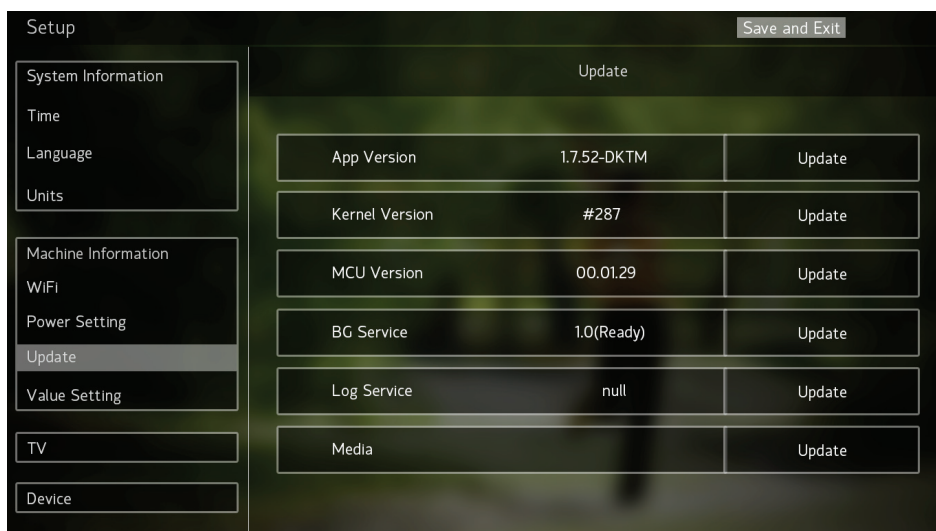 Setup
Save and Exit
System Information
Time
Language
Units
Machine Information
WiFi
Power Setting
Update
Value Setting
TV
Device
Update
App Version 1.7.52-DKTM Update
Kernel Version #287 Update
MCU Version 00.01.29 Update
BG Service 1.0(Ready) Update
Log Service null Update
Media Update